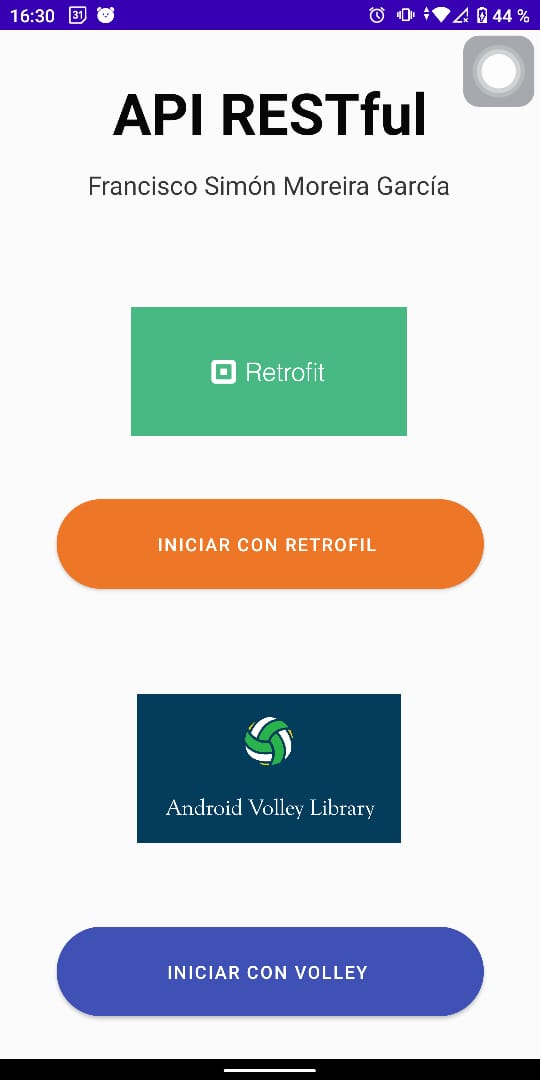 16:30 31 44 %
API RESTful
Francisco Simón Moreira García
Retrofit
INICIAR CON RETROFIL
Android Volley Library
INICIAR CON VOLLEY